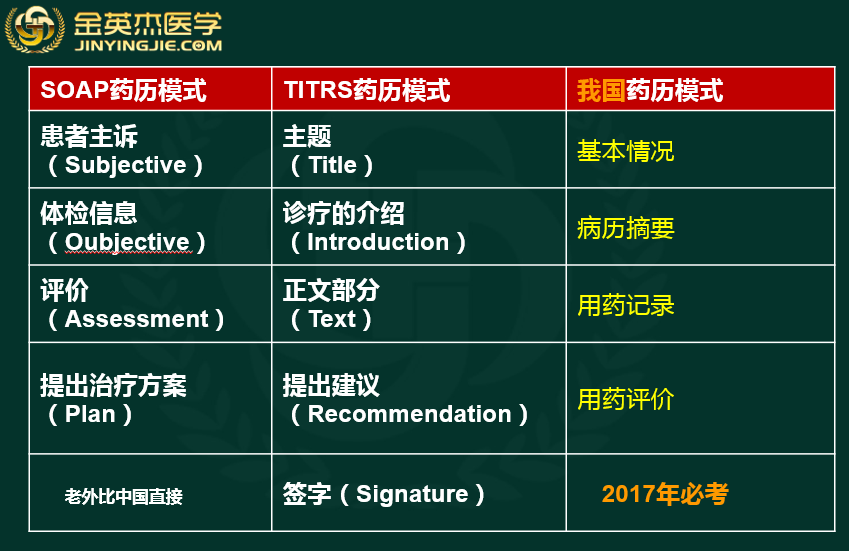 金英杰医学
JINYINGJIE.COM
SOAP药历模式
TITRS药历模式
我国药历模式
患者主诉
（Subjective）
主题
（Title）
基本情况
体检信息
（Oubjective）
诊疗的介绍
（Introduction）
病历摘要
评价
（Assessment）
正文部分
（Text）
用药记录
提出治疗方案
（Plan）
提出建议
（Recommendation）
用药评价
老外比中国直接
签字（Signature）
2017年必考